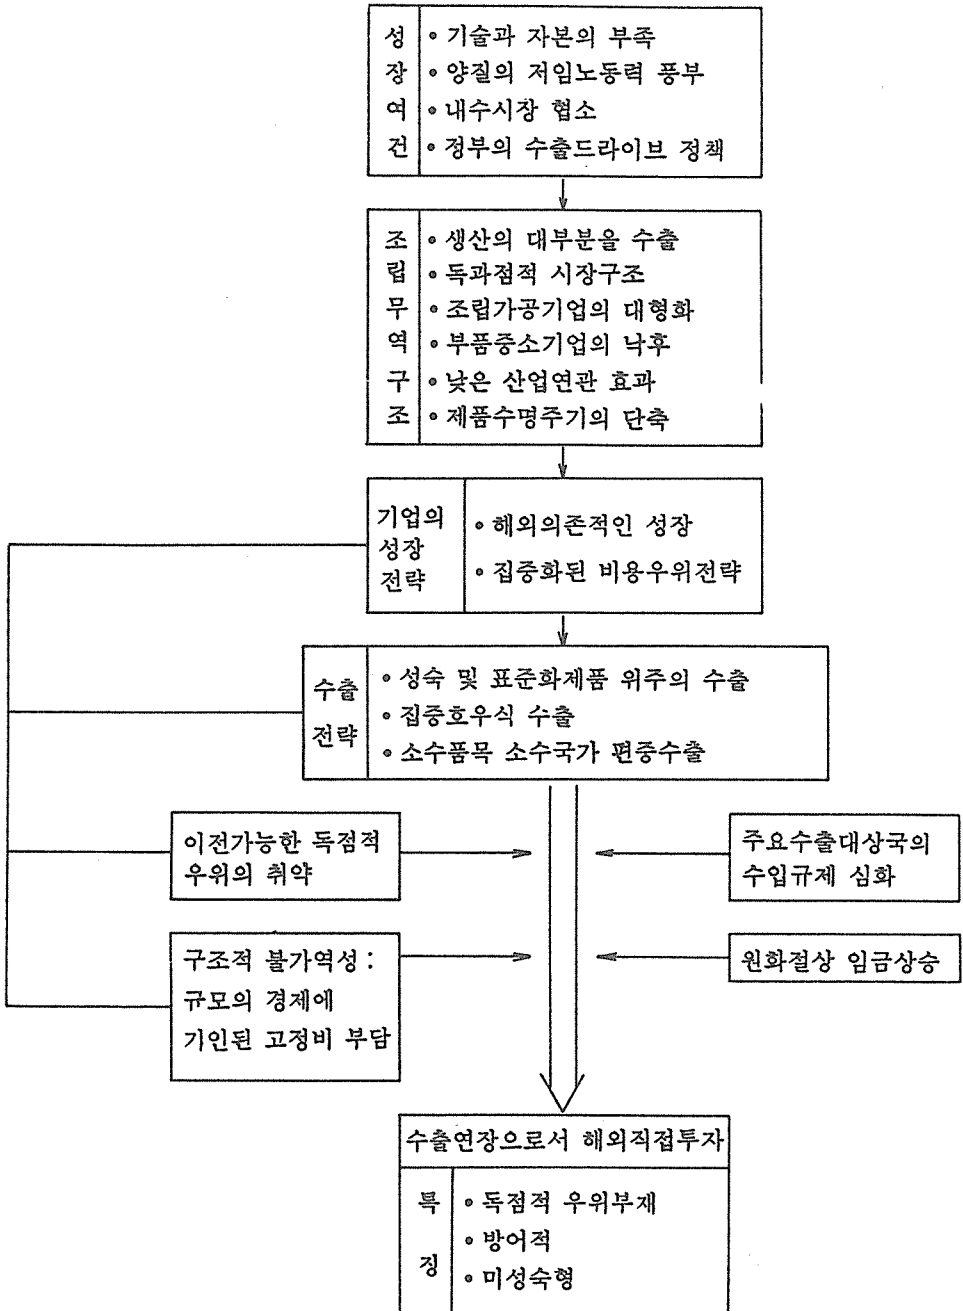 성장여건
• 기술과 자본의 부족
• 양질의 저임노동력 풍부
• 내수시장 협소
• 정부의 수출드라이브 정책
조립무역구조
• 생산의 대부분을 수출
• 독과점적 시장구조
• 조립가공기업의 대형화
• 부품중소기업의 낙후
• 낮은 산업연관 효과
• 제품수명주기의 단축
기업의
성장
전략
• 해외의존적인 성장
• 집중화된 비용우위전략
수출
전략
• 성숙 및 표준화제품 위주의 수출
• 집중호우식 수출
• 소수품목 소수국가 편중수출
이전가능한 독점적
우위의 취약
주요수출대상국의
수입규제 심화
구조적 불가역성 :
규모의 경제에
기인된 고정비 부담
원화절상 임금상승
수출연장으로서 해외직접투자
특징
• 독점적 우위부재
• 방어적
• 미성숙형